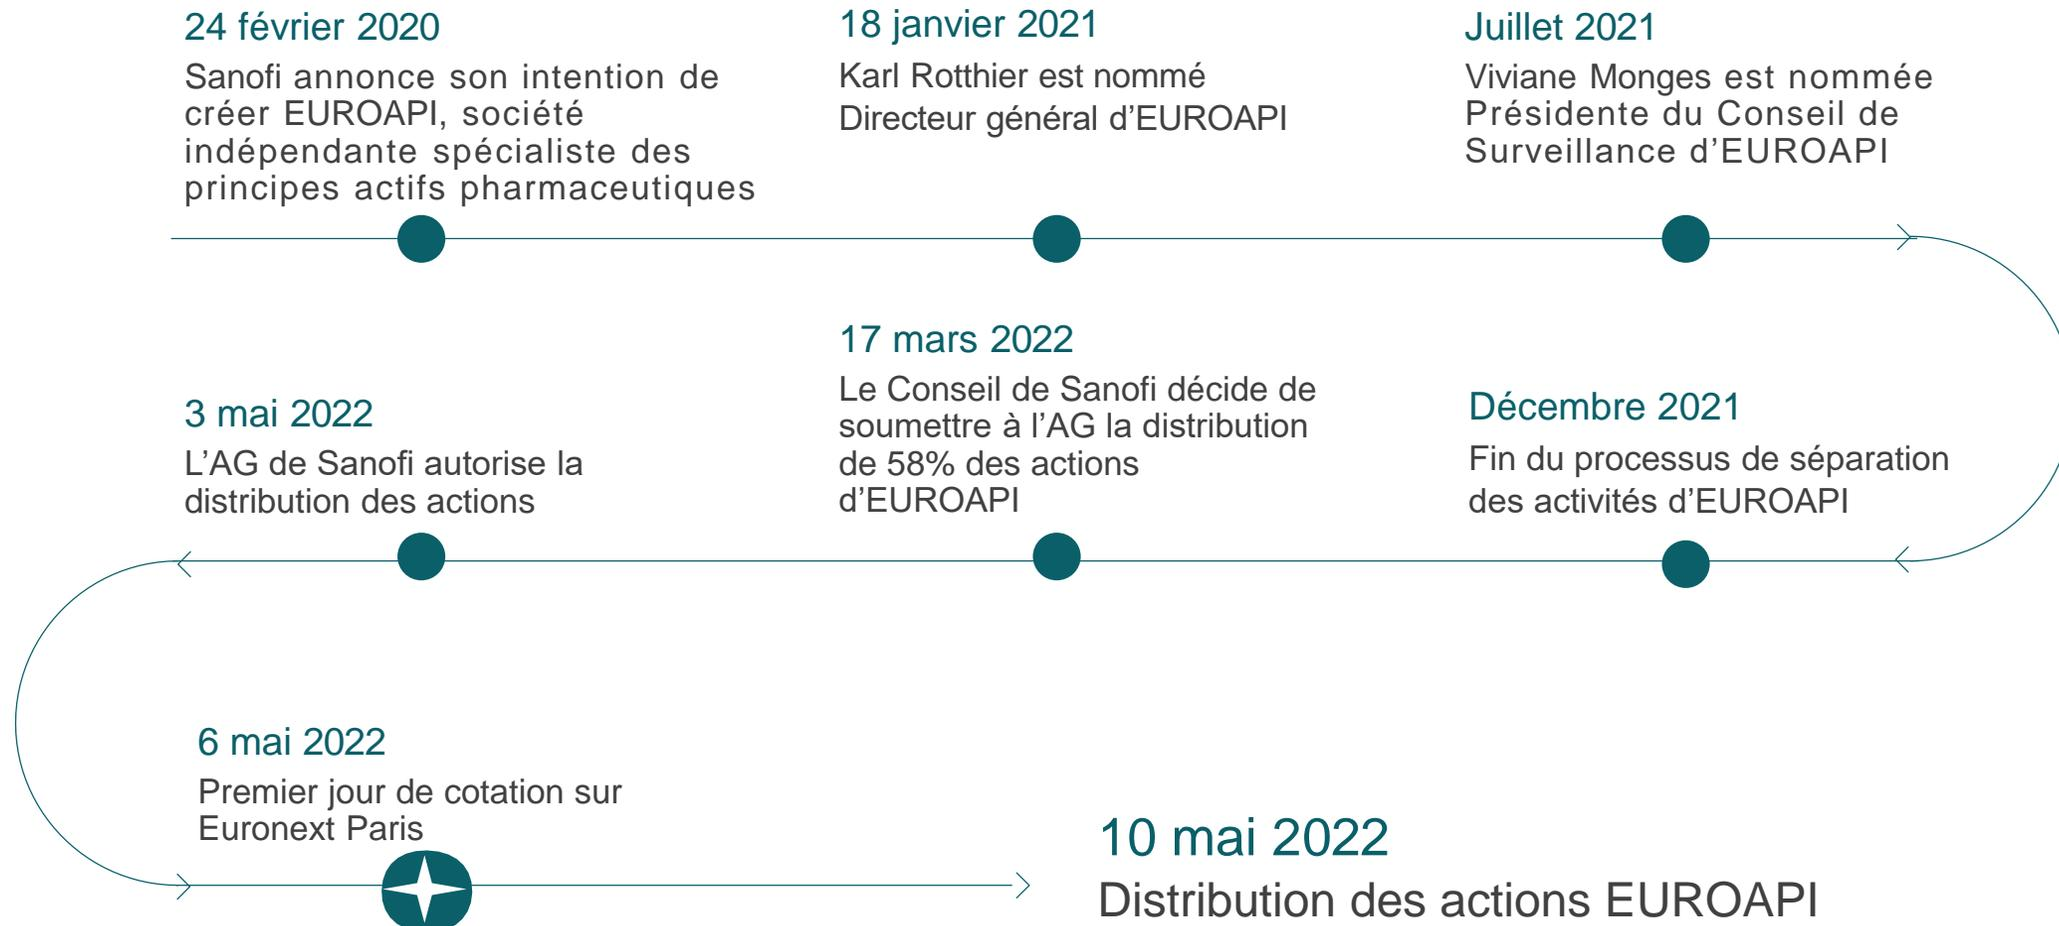 24 février 2020
Sanofi annonce son intention de
créer EUROAPI, société
indépendante spécialiste des
principes actifs pharmaceutiques
18 janvier 2021
Karl Rotthier est nommé
Directeur général d’EUROAPI
Juillet 2021
Viviane Monges est nommée
Présidente du Conseil de
Surveillance d’EUROAPI
Décembre 2021
Fin du processus de séparation
des activités d’EUROAPI
17 mars 2022
Le Conseil de Sanofi décide de
soumettre à l’AG la distribution
de 58% des actions
d’EUROAPI
3 mai 2022
L’AG de Sanofi autorise la
distribution des actions
6 mai 2022
Premier jour de cotation sur
Euronext Paris
10 mai 2022
Distribution des actions EUROAPI